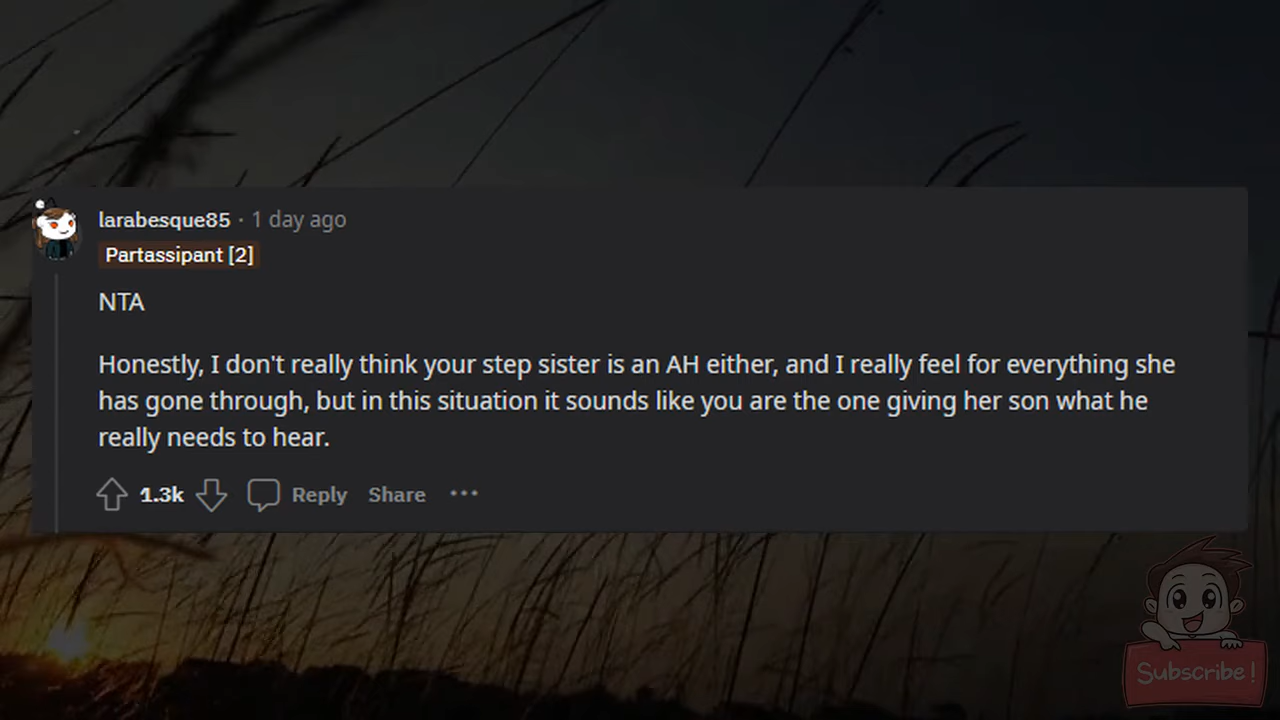 larabesque85 · 1 day ago
Partassipant [2]
NTA
Honestly, I don't really think your step sister is an AH either, and I really feel for everything she
has gone through, but in this situation it sounds like you are the one giving her son what he
really needs to hear.
1.3k Reply Share ···
Subscribe!